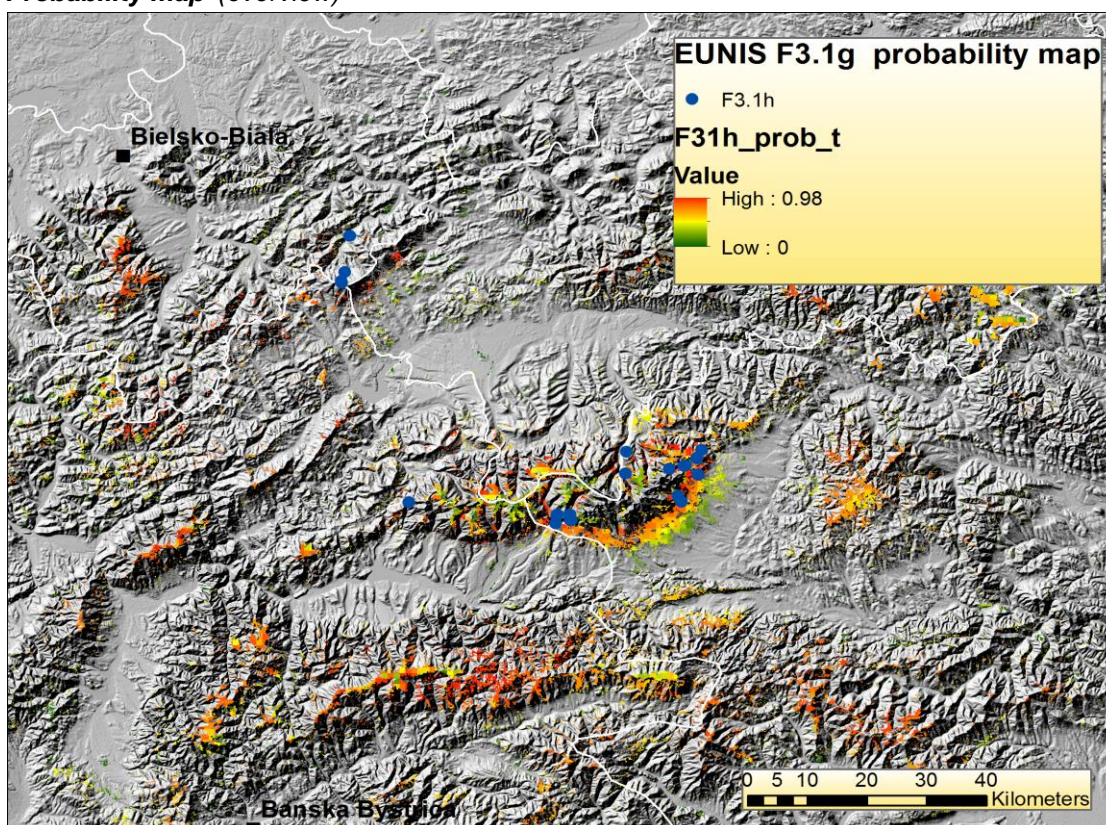 Probability map (overview)
EUNIS F3.1g probability map
F3.1h
Bielsko-Biala
F31h_prob_t
Value
High : 0.98
Low : 0
0 5 10 20 30 40
Kilometers
Banska Bystrica